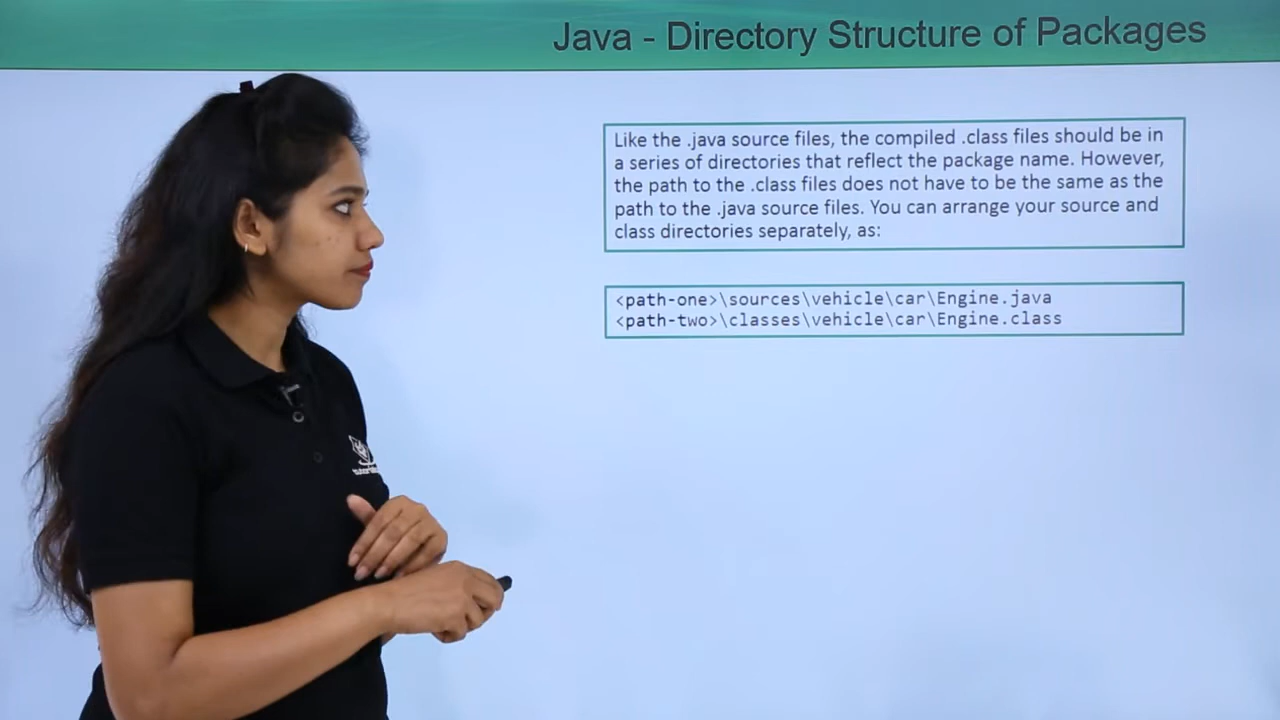 Java - Directory Structure of Packages
Like the .java source files, the compiled .class files should be in
a series of directories that reflect the package name. However,
the path to the .class files does not have to be the same as the
path to the .java source files. You can arrange your source and
class directories separately, as:
<path-one>\sources\vehicle\car\Engine.java
<path-two>\classes\vehicle\car\Engine.class